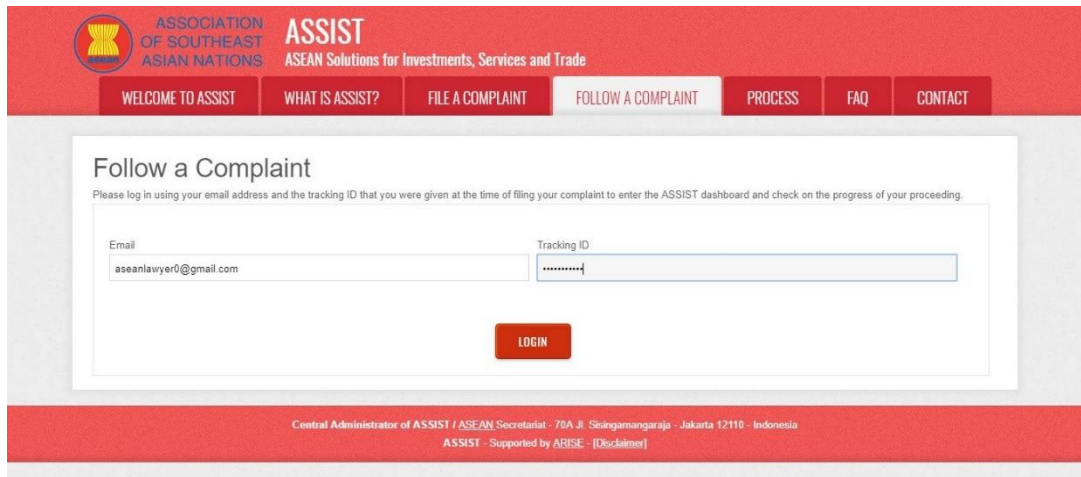 ASSOCIATION
OF SOUTHEAST
ASIAN NATIONS
asean
ASSIST
ASEAN Solutions for Investments, Services and Trade
WELCOME TO ASSIST WHAT IS ASSIST? FILE A COMPLAINT FOLLOW A COMPLAINT PROCESS FAQ CONTACT
Follow a Complaint
Please log in using your email address and the tracking ID that you were given at the time of filing your complaint to enter the ASSIST dashboard and check on the progress of your proceeding.
Email Tracking ID
aseanlawyer0@gmail.com •••••••••••
LOGIN
Central Administrator of ASSIST / ASEAN Secretariat - 70A Jl. Sisingamangaraja - Jakarta 12110 - Indonesia
ASSIST - Supported by ARISE - [Disclaimer]